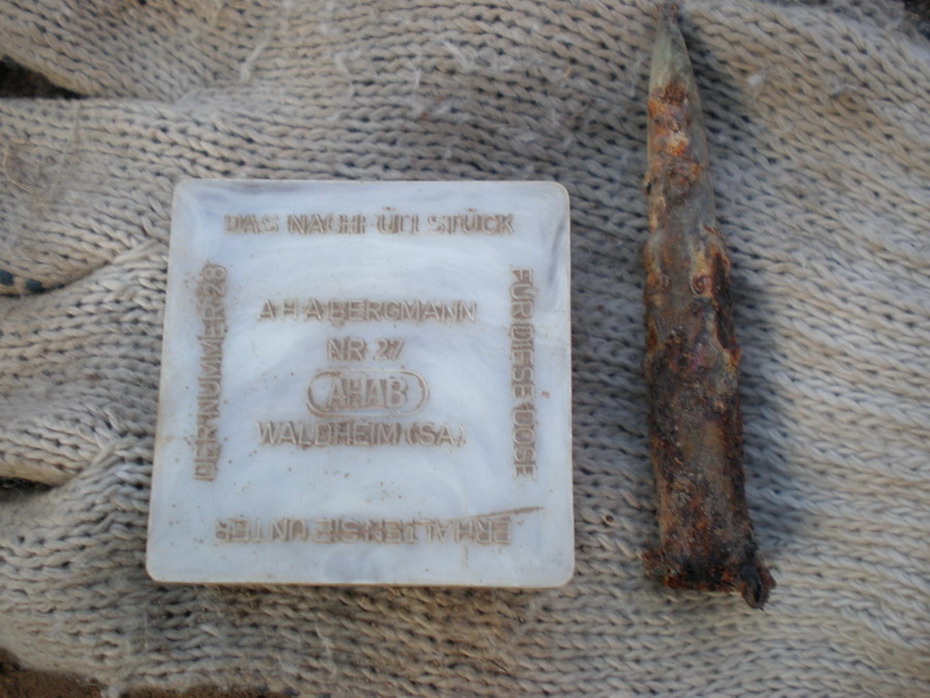 DAS NACHFÜLLSTÜCK
FÜR DIESE DOSE
ERHALTEN SIE UNTER
DER NUMMER 28
A·H·A·BERGMANN
NR 27
AHAB
WALDHEIM (SA)